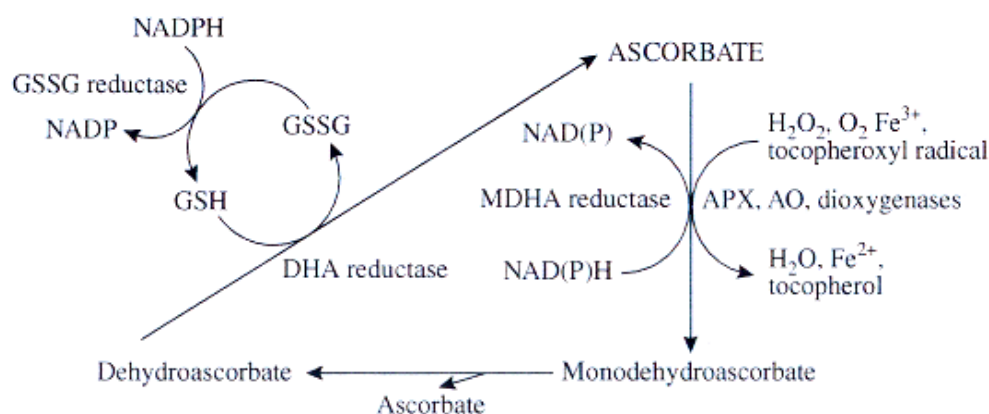 NADPH
GSSG reductase
NADP
GSSG
GSH
DHA reductase
ASCORBATE
NAD(P)
H₂O₂, O₂ Fe³⁺,
tocopheroxyl radical
MDHA reductase
APX, AO, dioxygenases
NAD(P)H
H₂O, Fe²⁺,
tocopherol
Dehydroascorbate
Monodehydroascorbate
Ascorbate